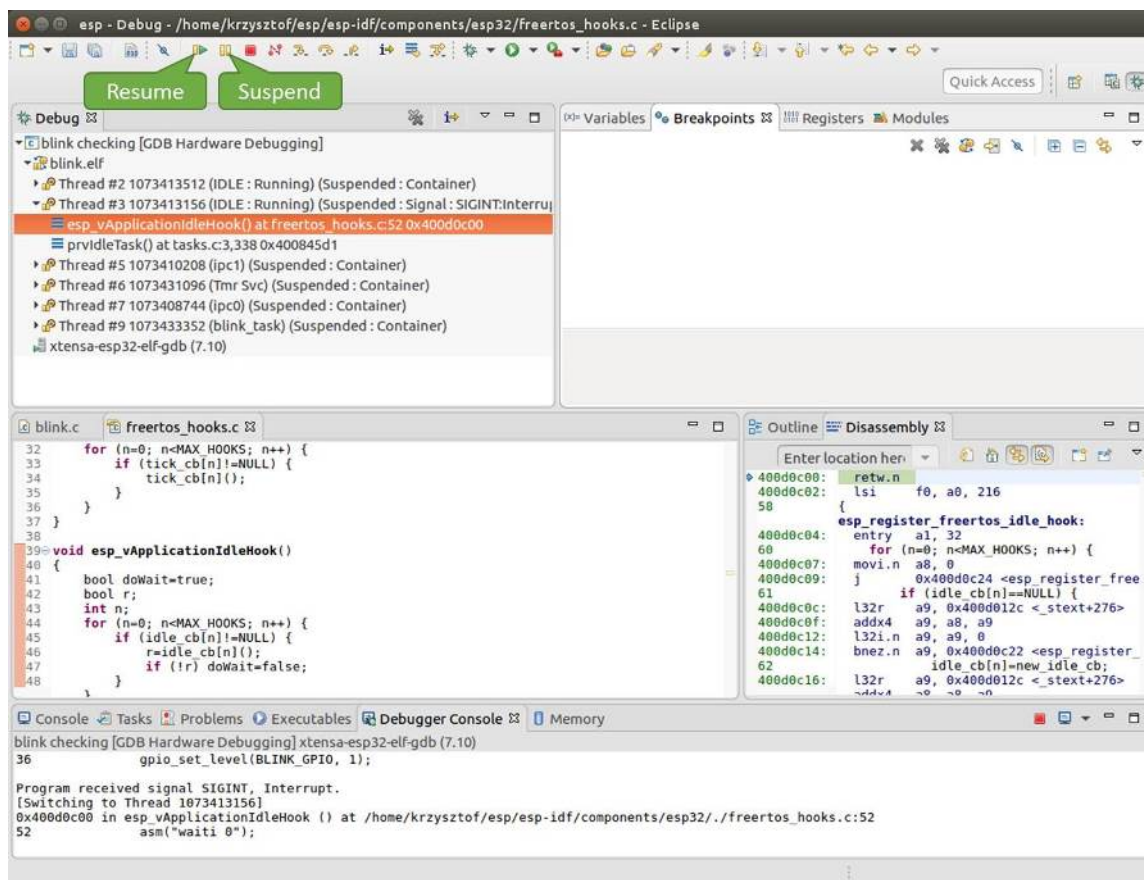 esp - Debug - /home/krzysztof/esp/esp-idf/components/esp32/freertos_hooks.c - Eclipse
Resume
Suspend
Quick Access
Debug
blink checking [GDB Hardware Debugging]
blink.elf
Thread #2 1073413512 (IDLE : Running) (Suspended : Container)
Thread #3 1073413156 (IDLE : Running) (Suspended : Signal : SIGINT:Interrup
esp_vApplicationIdleHook() at freertos_hooks.c:52 0x400d0c00
prvIdleTask() at tasks.c:3,338 0x400845d1
Thread #5 1073410208 (ipc1) (Suspended : Container)
Thread #6 1073431096 (Tmr Svc) (Suspended : Container)
Thread #7 1073408744 (ipc0) (Suspended : Container)
Thread #9 1073433352 (blink_task) (Suspended : Container)
xtensa-esp32-elf-gdb (7.10)
(x)= Variables Breakpoints Registers Modules
blink.c freertos_hooks.c
32 for (n=0; n<MAX_HOOKS; n++) {
33 if (tick_cb[n]!=NULL) {
34 tick_cb[n]();
35 }
36 }
37 }
38
39 void esp_vApplicationIdleHook()
40 {
41 bool doWait=true;
42 bool r;
43 int n;
44 for (n=0; n<MAX_HOOKS; n++) {
45 if (idle_cb[n]!=NULL) {
46 r=idle_cb[n]();
47 if (!r) doWait=false;
48 }
}
Outline Disassembly
Enter location her
400d0c00: retw.n
400d0c02: lsi f0, a0, 216
58 {
esp_register_freertos_idle_hook:
400d0c04: entry a1, 32
60 for (n=0; n<MAX_HOOKS; n++) {
400d0c07: movi.n a8, 0
400d0c09: j 0x400d0c24 <esp_register_free
61 if (idle_cb[n]==NULL) {
400d0c0c: l32r a9, 0x400d012c <_stext+276>
400d0c0f: addx4 a9, a8, a9
400d0c12: l32i.n a9, a9, 0
400d0c14: bnez.n a9, 0x400d0c22 <esp_register_
62 idle_cb[n]=new_idle_cb;
400d0c16: l32r a9, 0x400d012c <_stext+276>
addx4 a8, a8, a9
Console Tasks Problems Executables Debugger Console Memory
blink checking [GDB Hardware Debugging] xtensa-esp32-elf-gdb (7.10)
36 gpio_set_level(BLINK_GPIO, 1);
Program received signal SIGINT, Interrupt.
[Switching to Thread 1073413156]
0x400d0c00 in esp_vApplicationIdleHook () at /home/krzysztof/esp/esp-idf/components/esp32/./freertos_hooks.c:52
52 asm("waiti 0");